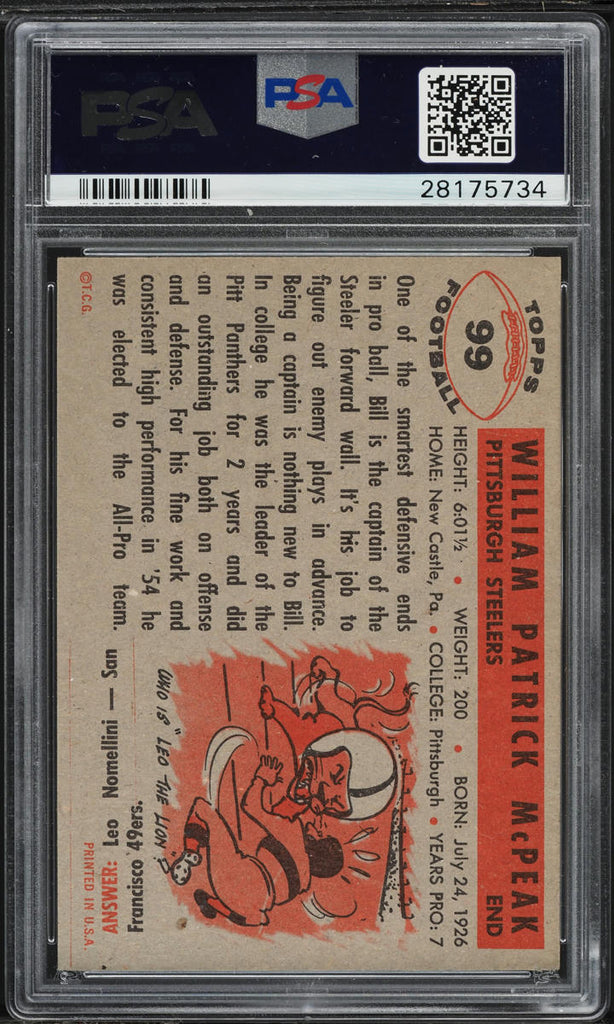 PSA
PSA
28175734
TOPPS
99
FOOTBALL
WILLIAM PATRICK McPEAK
PITTSBURGH STEELERS END
HEIGHT: 6:01½ • WEIGHT: 200 • BORN: July 24, 1926
HOME: New Castle, Pa. • COLLEGE: Pittsburgh • YEARS PRO: 7
One of the smartest defensive ends
in pro ball, Bill is the captain of the
Steeler forward wall. It's his job to
figure out enemy plays in advance.
Being a captain is nothing new to Bill.
In college he was the leader of the
Pitt Panthers for 2 years and did
an outstanding job both on offense
and defense. For his fine work and
consistent high performance in '54 he
was elected to the All-Pro team.
WHO IS "LEO THE LION"?
ANSWER: Leo Nomellini — San
Francisco 49ers.
©T.C.G.
PRINTED IN U.S.A.